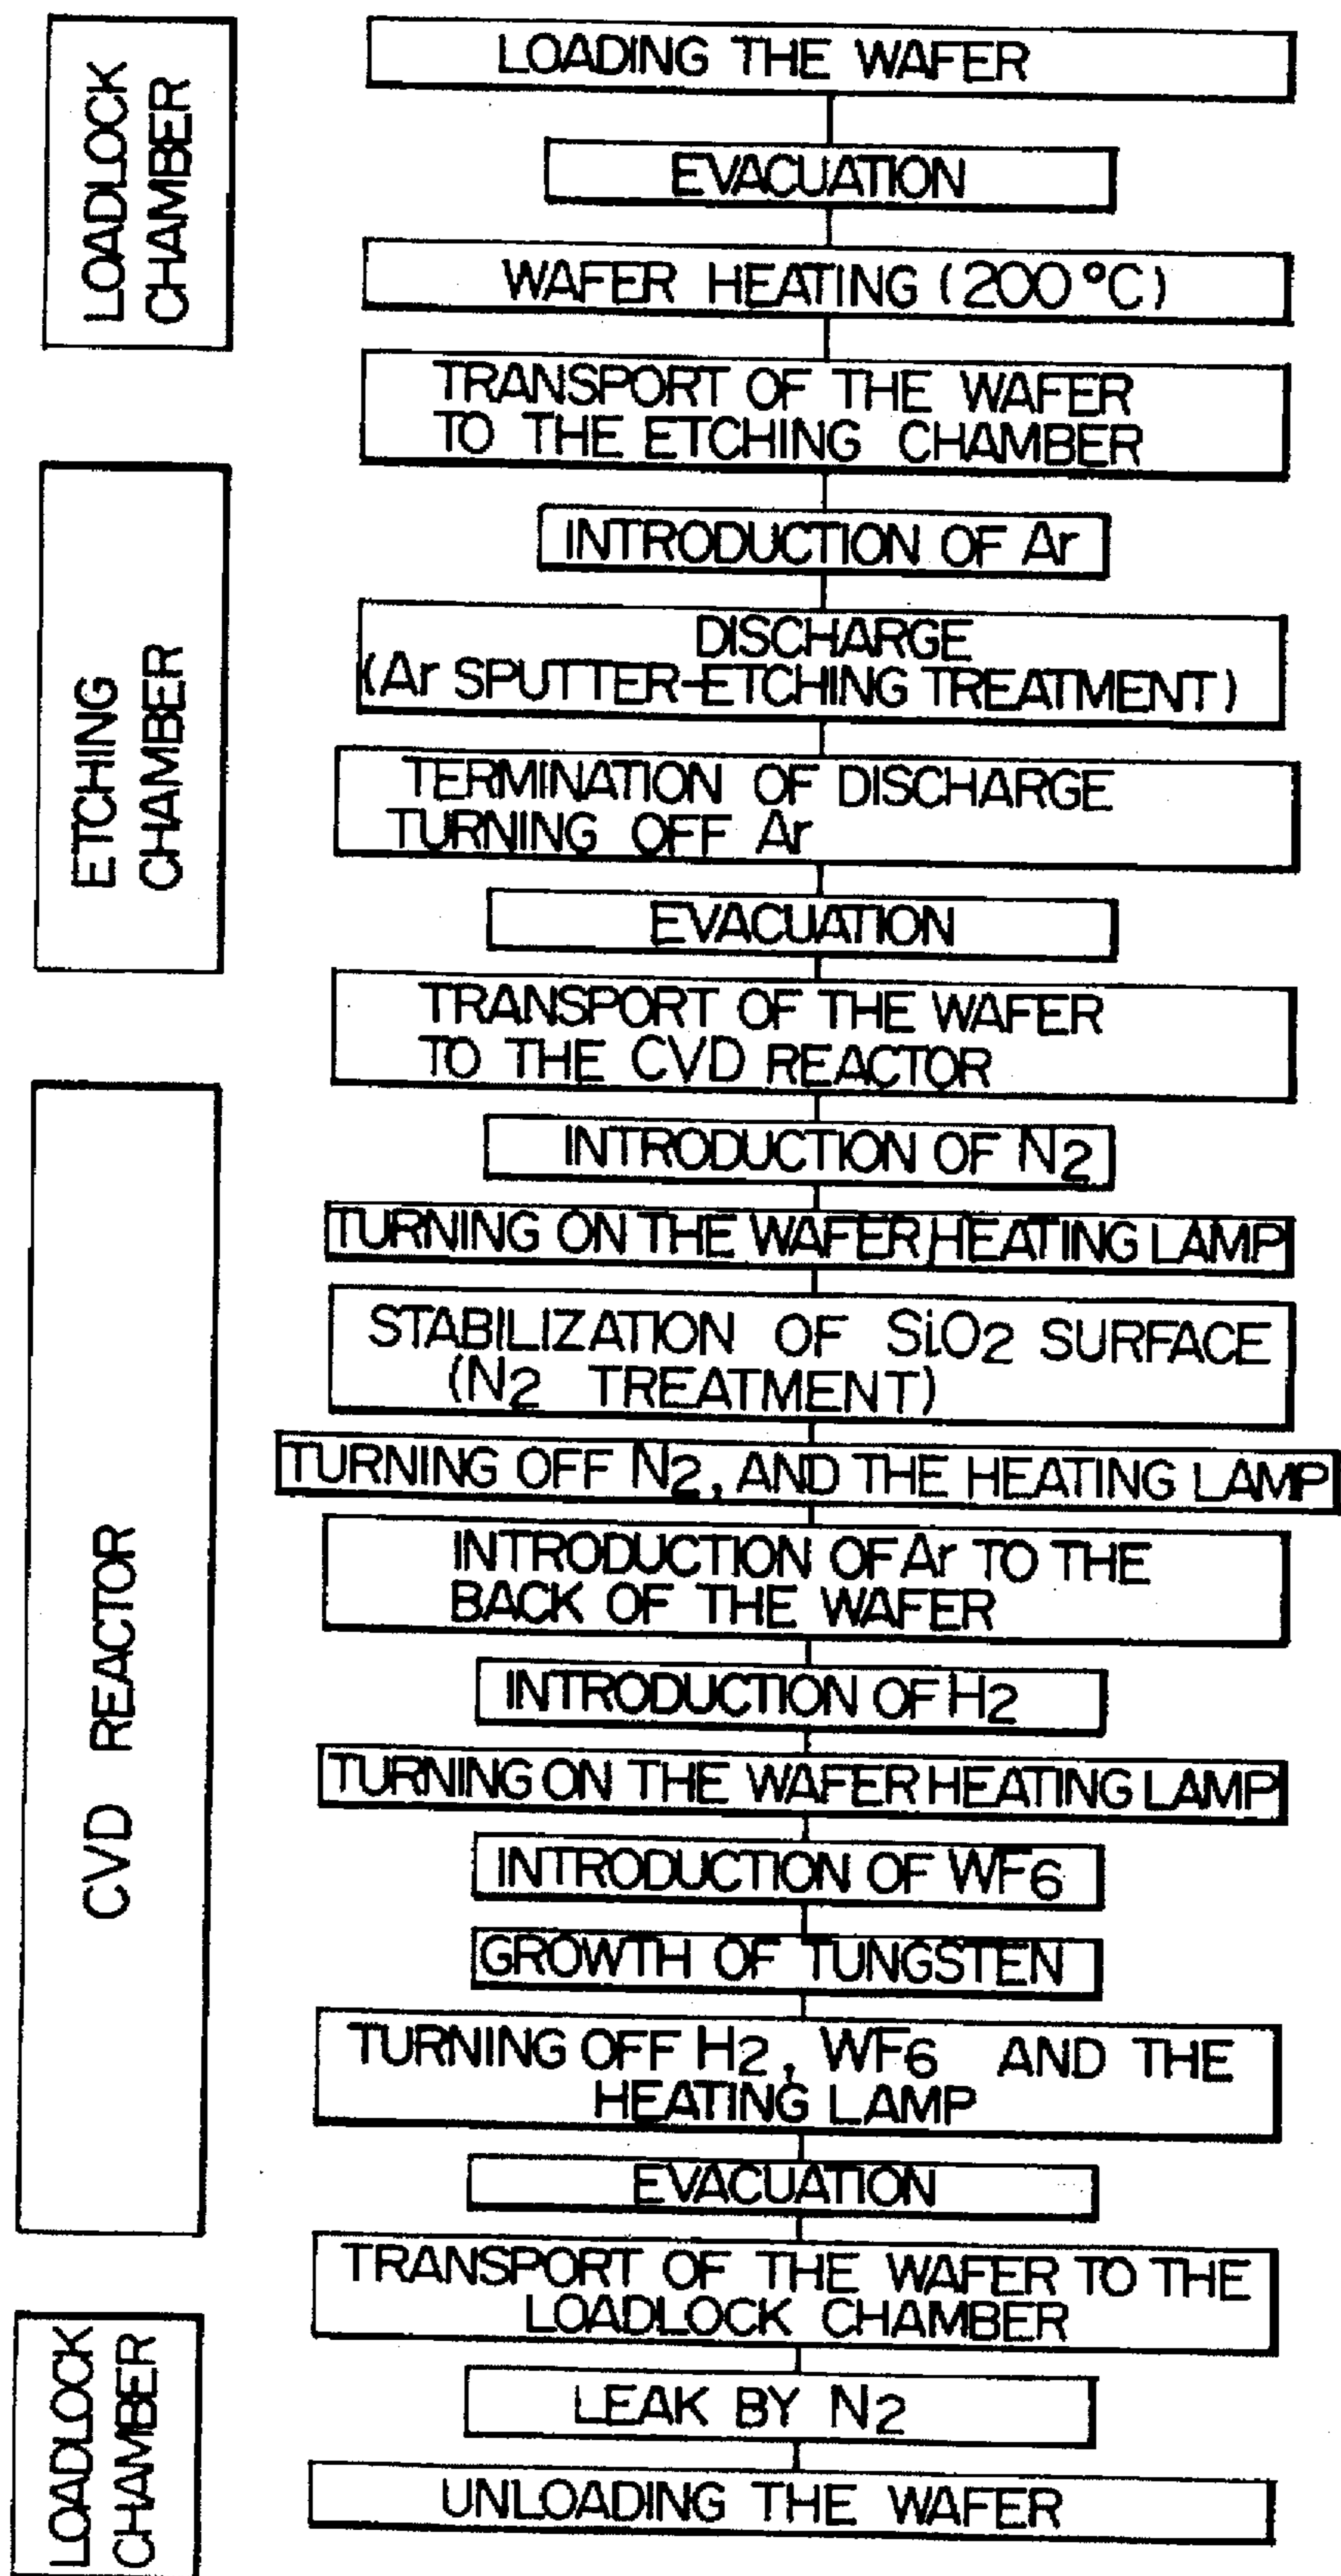 LOADLOCK
CHAMBER
LOADING THE WAFER
EVACUATION
WAFER HEATING (200°C)
TRANSPORT OF THE WAFER
TO THE ETCHING CHAMBER
ETCHING
CHAMBER
INTRODUCTION OF Ar
DISCHARGE
(Ar SPUTTER-ETCHING TREATMENT)
TERMINATION OF DISCHARGE
TURNING OFF Ar
EVACUATION
TRANSPORT OF THE WAFER
TO THE CVD REACTOR
CVD REACTOR
INTRODUCTION OF N2
TURNING ON THE WAFER HEATING LAMP
STABILIZATION OF SiO2 SURFACE
(N2 TREATMENT)
TURNING OFF N2, AND THE HEATING LAMP
INTRODUCTION OF Ar TO THE
BACK OF THE WAFER
INTRODUCTION OF H2
TURNING ON THE WAFER HEATING LAMP
INTRODUCTION OF WF6
GROWTH OF TUNGSTEN
TURNING OFF H2, WF6 AND THE
HEATING LAMP
EVACUATION
TRANSPORT OF THE WAFER TO THE
LOADLOCK CHAMBER
LOADLOCK
CHAMBER
LEAK BY N2
UNLOADING THE WAFER